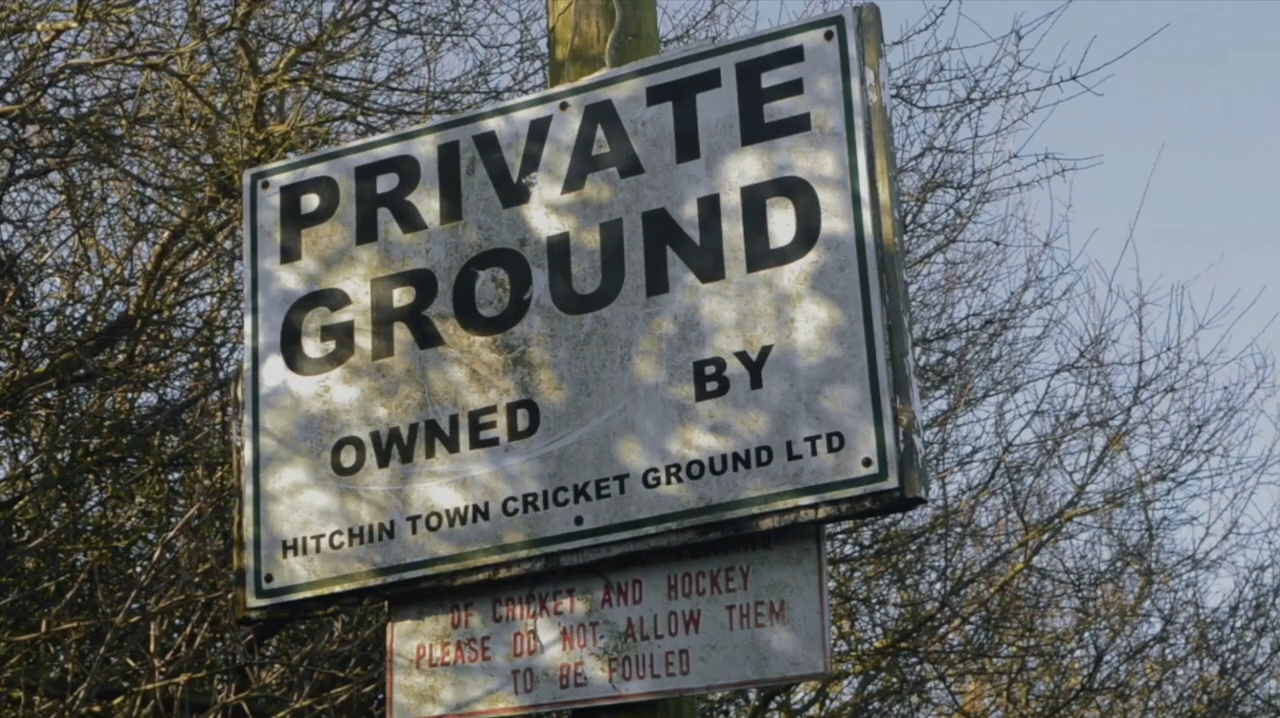 PRIVATE
GROUND
OWNED BY
HITCHIN TOWN CRICKET GROUND LTD
OF CRICKET AND HOCKEY
PLEASE DO NOT ALLOW THEM
TO BE FOULED